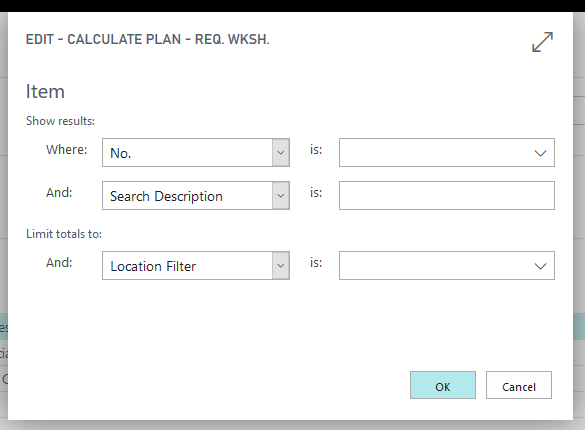 EDIT - CALCULATE PLAN - REQ. WKSH.
Item
Show results:
Where: No. is:
And: Search Description is:
Limit totals to:
And: Location Filter is:
OK Cancel